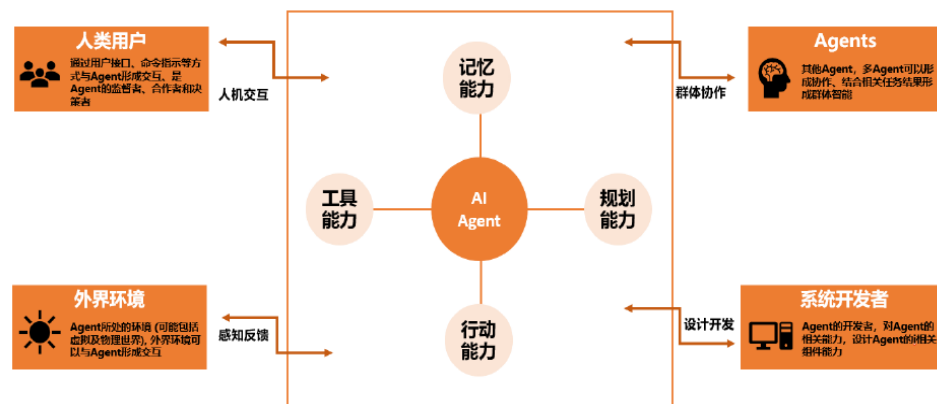 人类用户
通过用户接口、命令指示等方
式与Agent形成交互、是
Agent的监督者、合作者和决
策者
人机交互
记忆
能力
Agents
其他Agent，多Agent可以形
成协作、结合相关任务结果形
成群体智能
群体协作
工具
能力
AI
Agent
规划
能力
外界环境
Agent所处的环境 (可能包括
虚拟及物理世界), 外界环境可
以与Agent形成交互
感知反馈
行动
能力
系统开发者
Agent的开发者，对Agent的
相关能力，设计Agent的i相关
组件能力
设计开发